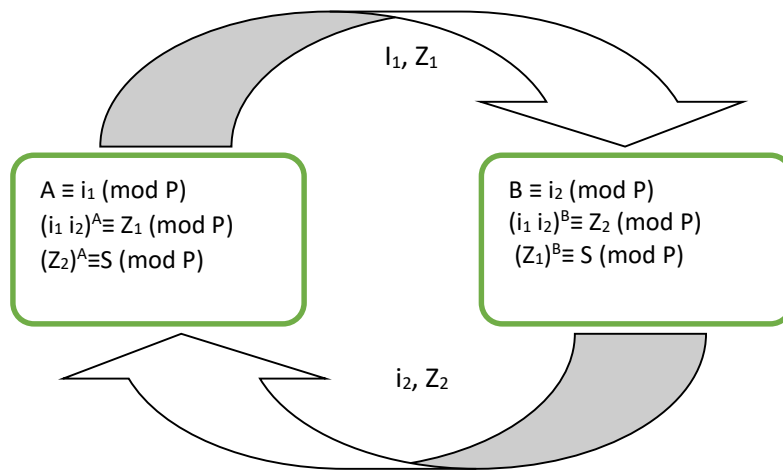 I₁, Z₁
A ≡ i₁ (mod P)
(i₁ i₂)ᴬ≡ Z₁ (mod P)
(Z₂)ᴬ≡S (mod P)
B ≡ i₂ (mod P)
(i₁ i₂)ᴮ≡ Z₂ (mod P)
(Z₁)ᴮ≡ S (mod P)
i₂, Z₂